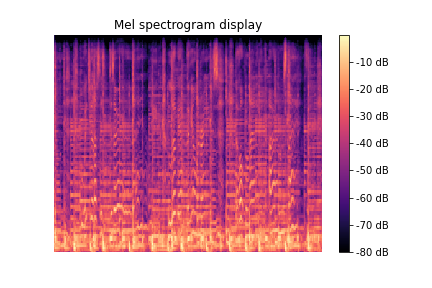 Mel spectrogram display
-10 dB
-20 dB
-30 dB
-40 dB
-50 dB
-60 dB
-70 dB
-80 dB